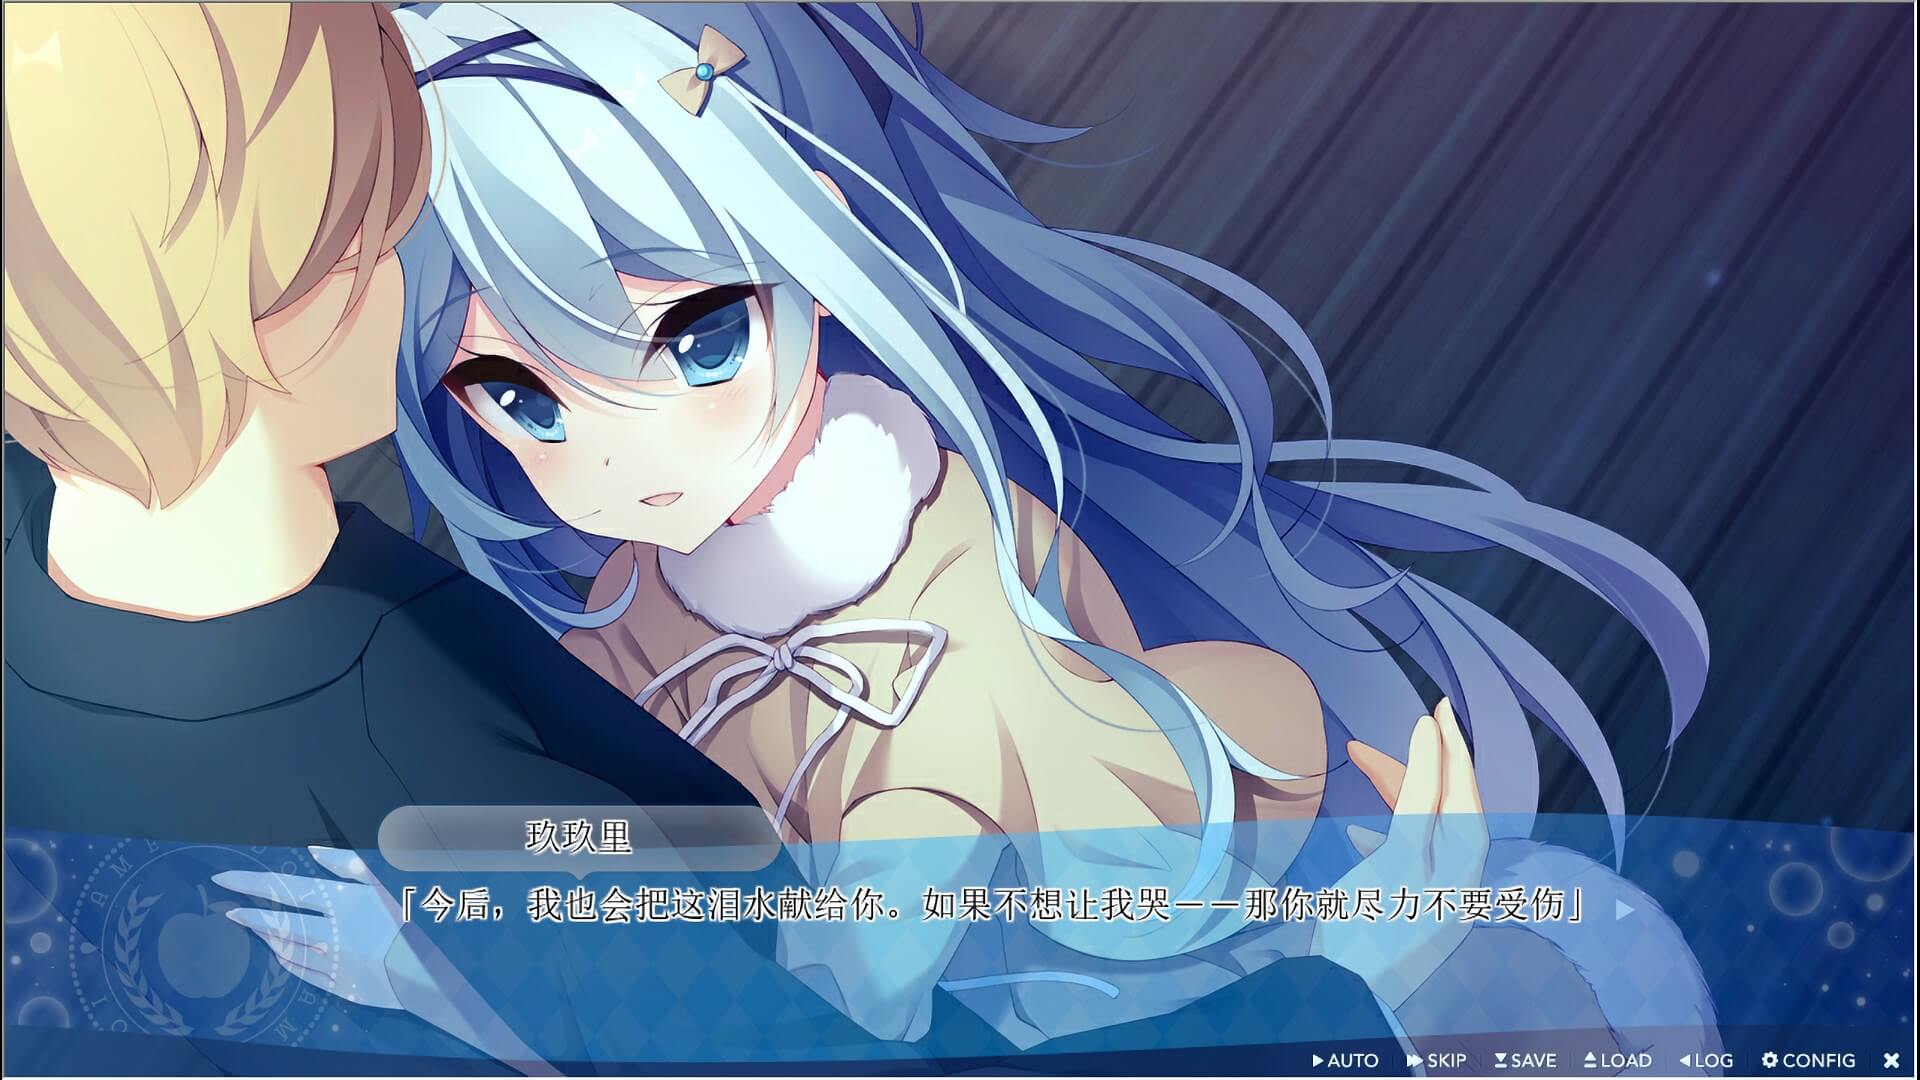 玖玖里
「今后，我也会把这泪水献给你。如果不想让我哭——那你就尽力不要受伤」
AUTO SKIP SAVE LOAD LOG CONFIG